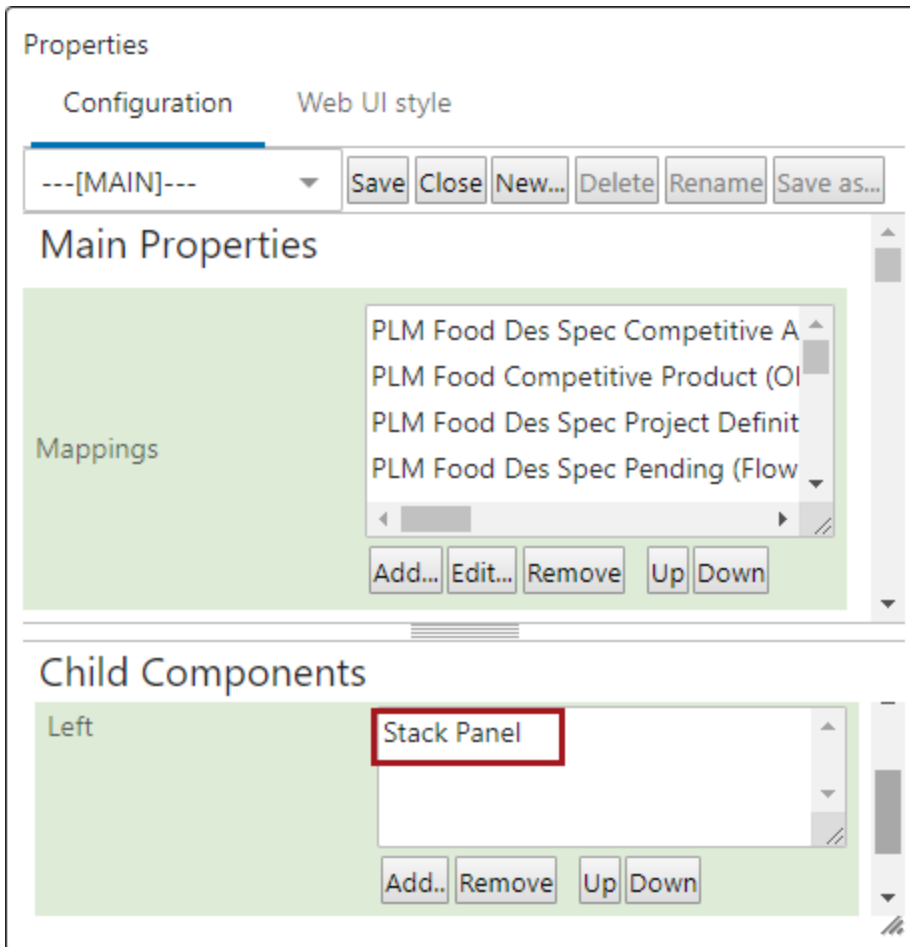 Properties
Configuration Web UI style
---[MAIN]--- Save Close New... Delete Rename Save as...
Main Properties
Mappings
PLM Food Des Spec Competitive A
PLM Food Competitive Product (Ol
PLM Food Des Spec Project Definit
PLM Food Des Spec Pending (Flow
Add... Edit... Remove Up Down
Child Components
Left
Stack Panel
Add.. Remove Up Down